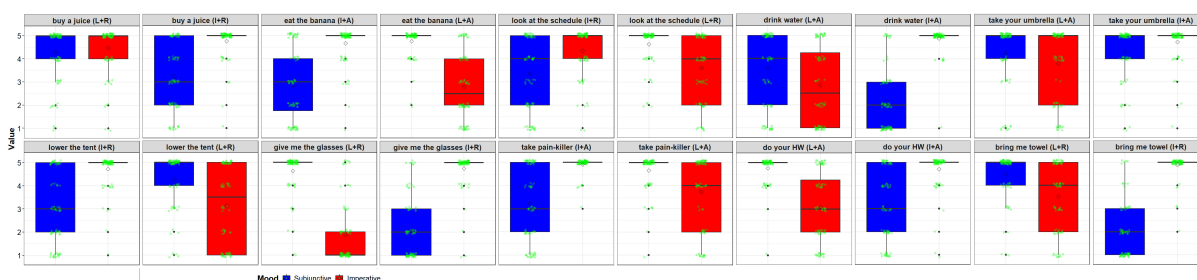 buy a juice (L+R)
buy a juice (I+R)
eat the banana (I+A)
eat the banana (L+A)
look at the schedule (I+R)
look at the schedule (L+R)
drink water (L+A)
drink water (I+A)
take your umbrella (L+A)
take your umbrella (I+A)
5
4
3
2
1
Value
lower the tent (I+R)
lower the tent (L+R)
give me the glasses (L+R)
give me the glasses (I+R)
take pain-killer (I+A)
take pain-killer (L+A)
do your HW (L+A)
do your HW (I+A)
bring me towel (L+R)
bring me towel (I+R)
5
4
3
2
1
Mood Subjunctive Imperative